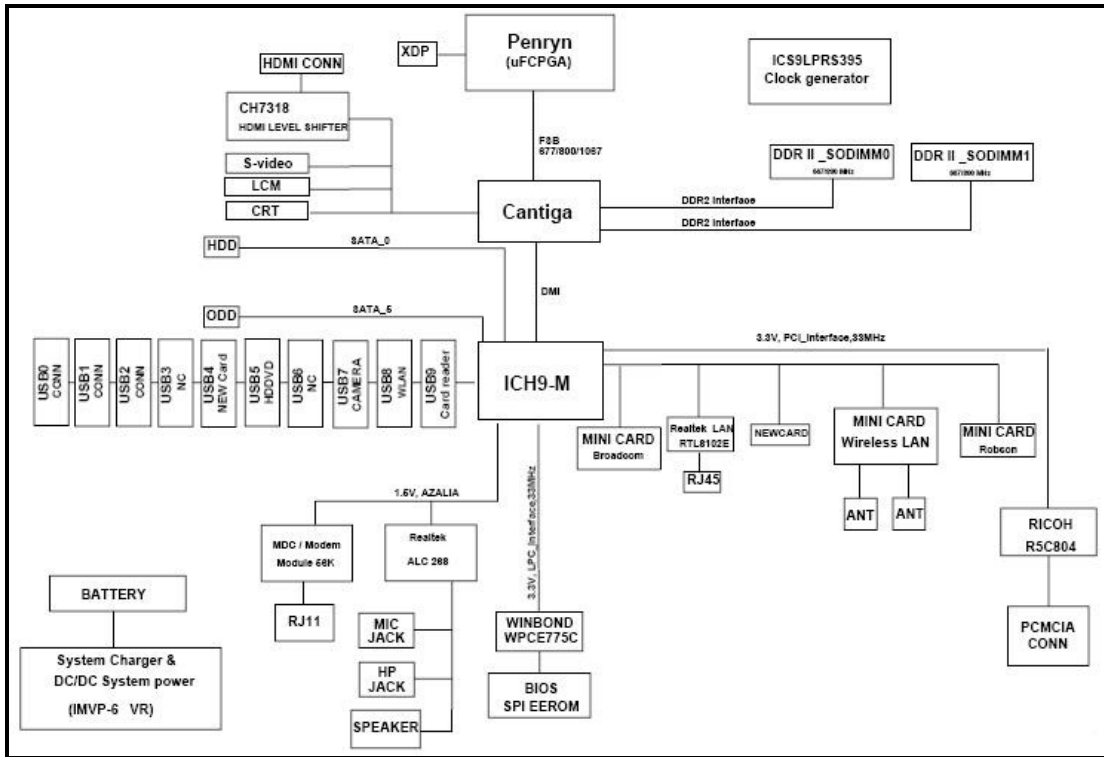 XDP
Penryn
(uFCPGA)
ICS9LPRS395
Clock generator
HDMI CONN
CH7318
HDMI LEVEL SHIFTER
FSB
677/800/1067
S-video
LCM
CRT
DDR II _SODIMM0
667/800 MHz
DDR II _SODIMM1
667/800 MHz
Cantiga
DDR2 Interface
DDR2 Interface
HDD
SATA_0
DMI
ODD
SATA_5
3.3V, PCI_Interface,33MHz
USB0
CONN
USB1
CONN
USB2
CONN
USB3
NC
USB4
NEW Card
USB5
HDDVD
USB6
NC
USB7
CAMERA
USB8
WLAN
USB9
Card reader
ICH9-M
MINI CARD
Broadcom
Realtek LAN
RTL8102E
RJ45
NEWCARD
MINI CARD
Wireless LAN
ANT
ANT
MINI CARD
Robson
1.5V, AZALIA
3.3V, LPC_Interface,33MHz
MDC / Modem
Module 56K
RJ11
Realtek
ALC 268
RICOH
R5C804
PCMCIA
CONN
BATTERY
System Charger &
DC/DC System power
(IMVP-6 VR)
MIC
JACK
HP
JACK
SPEAKER
WINBOND
WPCE775C
BIOS
SPI EEROM